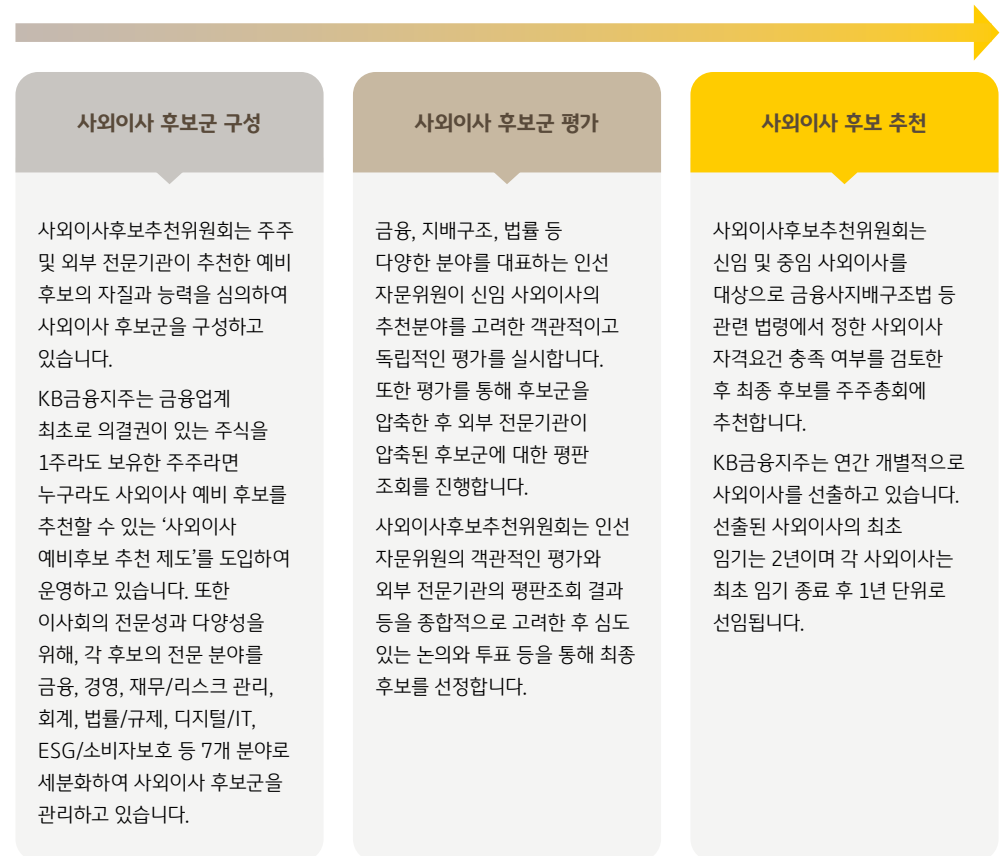 사외이사 후보군 구성
사외이사후보추천위원회는 주주
및 외부 전문기관이 추천한 예비
후보의 자질과 능력을 심의하여
사외이사 후보군을 구성하고
있습니다.
KB금융지주는 금융업계
최초로 의결권이 있는 주식을
1주라도 보유한 주주라면
누구라도 사외이사 예비 후보를
추천할 수 있는 ‘사외이사
예비후보 추천 제도’를 도입하여
운영하고 있습니다. 또한
이사회의 전문성과 다양성을
위해, 각 후보의 전문 분야를
금융, 경영, 재무/리스크 관리,
회계, 법률/규제, 디지털/IT,
ESG/소비자보호 등 7개 분야로
세분화하여 사외이사 후보군을
관리하고 있습니다.
사외이사 후보군 평가
금융, 지배구조, 법률 등
다양한 분야를 대표하는 인선
자문위원이 신임 사외이사의
추천분야를 고려한 객관적이고
독립적인 평가를 실시합니다.
또한 평가를 통해 후보군을
압축한 후 외부 전문기관이
압축된 후보군에 대한 평판
조회를 진행합니다.
사외이사후보추천위원회는 인선
자문위원의 객관적인 평가와
외부 전문기관의 평판조회 결과
등을 종합적으로 고려한 후 심도
있는 논의와 투표 등을 통해 최종
후보를 선정합니다.
사외이사 후보 추천
사외이사후보추천위원회는
신임 및 중임 사외이사를
대상으로 금융사지배구조법 등
관련 법령에서 정한 사외이사
자격요건 충족 여부를 검토한
후 최종 후보를 주주총회에
추천합니다.
KB금융지주는 연간 개별적으로
사외이사를 선출하고 있습니다.
선출된 사외이사의 최초
임기는 2년이며 각 사외이사는
최초 임기 종료 후 1년 단위로
선임됩니다.